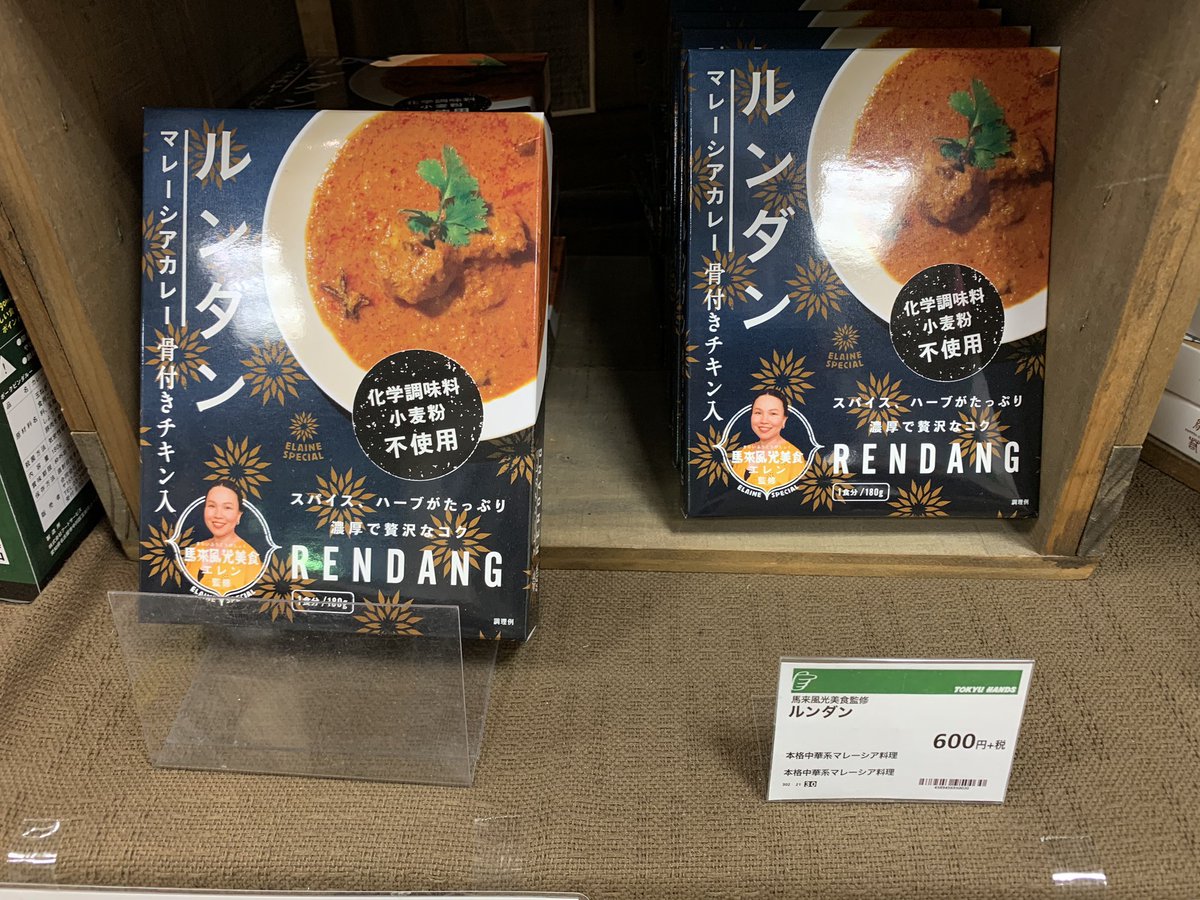 ルンダン
マレーシアカレー 骨付きチキン入
化学調味料
小麦粉
不使用
ELAINE
SPECIAL
スパイス、ハーブがたっぷり
濃厚で贅沢なコク
RENDANG
1食分/180g
馬来風光美食
エレン
監修
ELAINE SPECIAL
調理例
ルンダン
マレーシアカレー 骨付きチキン入
化学調味料
小麦粉
不使用
ELAINE
SPECIAL
スパイス、ハーブがたっぷり
濃厚で贅沢なコク
RENDANG
1食分/180g
馬来風光美食
エレン
監修
ELAINE SPECIAL
調理例
TOKYU HANDS
馬来風光美食監修
ルンダン
600円+税
本格中華系マレーシア料理
本格中華系マレーシア料理
30